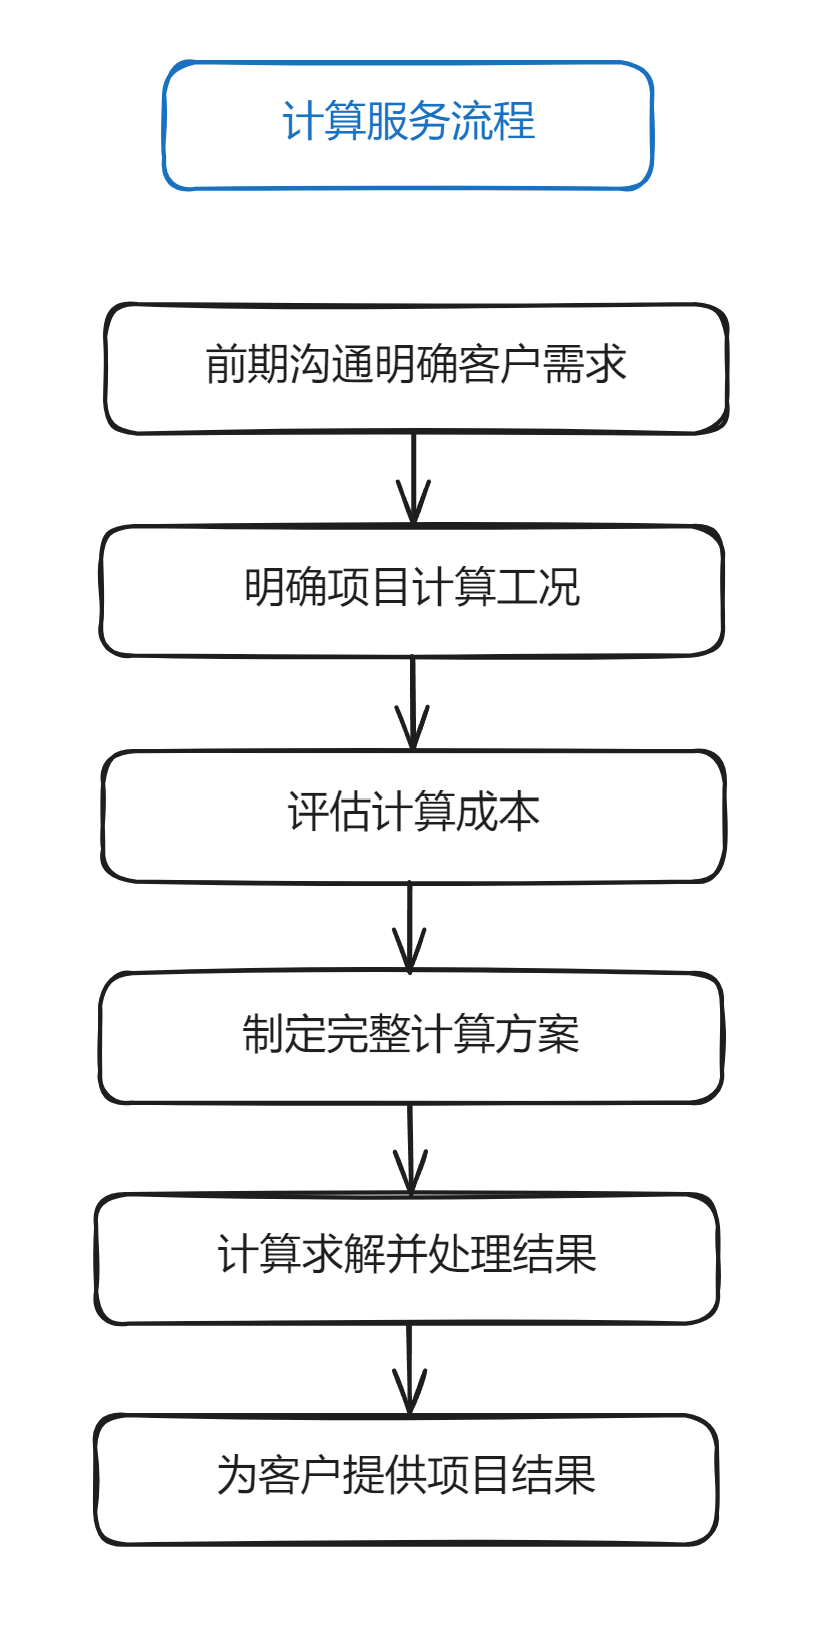 计算服务流程
前期沟通明确客户需求
明确项目计算工况
评估计算成本
制定完整计算方案
计算求解并处理结果
为客户提供项目结果